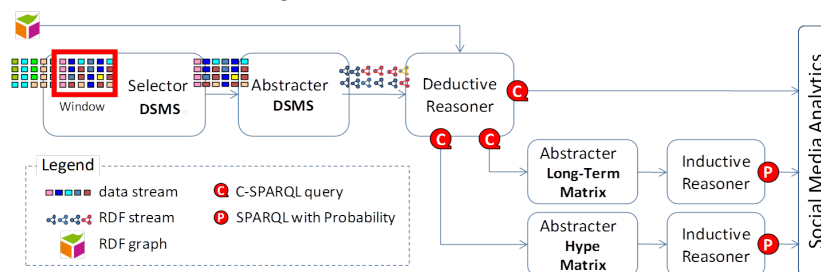 Window
Selector
DSMS
Abstracter
DSMS
Deductive
Reasoner
C
C
C
Abstracter
Long-Term
Matrix
Inductive
Reasoner
P
Abstracter
Hype
Matrix
Inductive
Reasoner
P
Social Media Analytics
Legend
data stream
C C-SPARQL query
RDF stream
P SPARQL with Probability
RDF graph